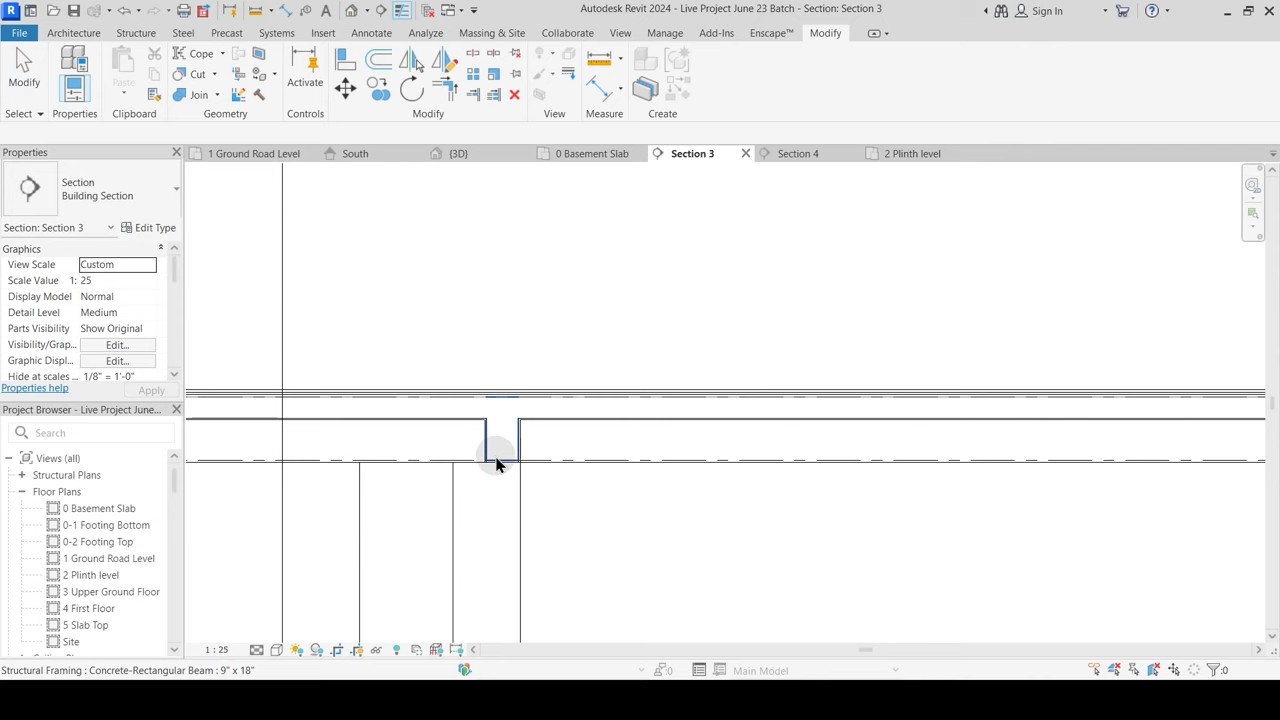 Autodesk Revit 2024 - Live Project June 23 Batch - Section: Section 3
Sign In
File Architecture Structure Steel Precast Systems Insert Annotate Analyze Massing & Site Collaborate View Manage Add-Ins Enscape™ Modify
Modify
Paste
Cope
Cut
Join
Activate
Select Properties Clipboard Geometry Controls Modify View Measure Create
Properties
1 Ground Road Level South {3D} 0 Basement Slab Section 3 Section 4 2 Plinth level
Section
Building Section
Section: Section 3 Edit Type
Graphics
View Scale Custom
Scale Value 1: 25
Display Model Normal
Detail Level Medium
Parts Visibility Show Original
Visibility/Grap... Edit...
Graphic Displ... Edit...
Hide at scales ... 1/8" = 1'-0"
Properties help Apply
Project Browser - Live Project June...
Search
Views (all)
Structural Plans
Floor Plans
0 Basement Slab
0-1 Footing Bottom
0-2 Footing Top
1 Ground Road Level
2 Plinth level
3 Upper Ground Floor
4 First Floor
5 Slab Top
Site
1 : 25
Structural Framing : Concrete-Rectangular Beam : 9" x 18" :0 Main Model :0